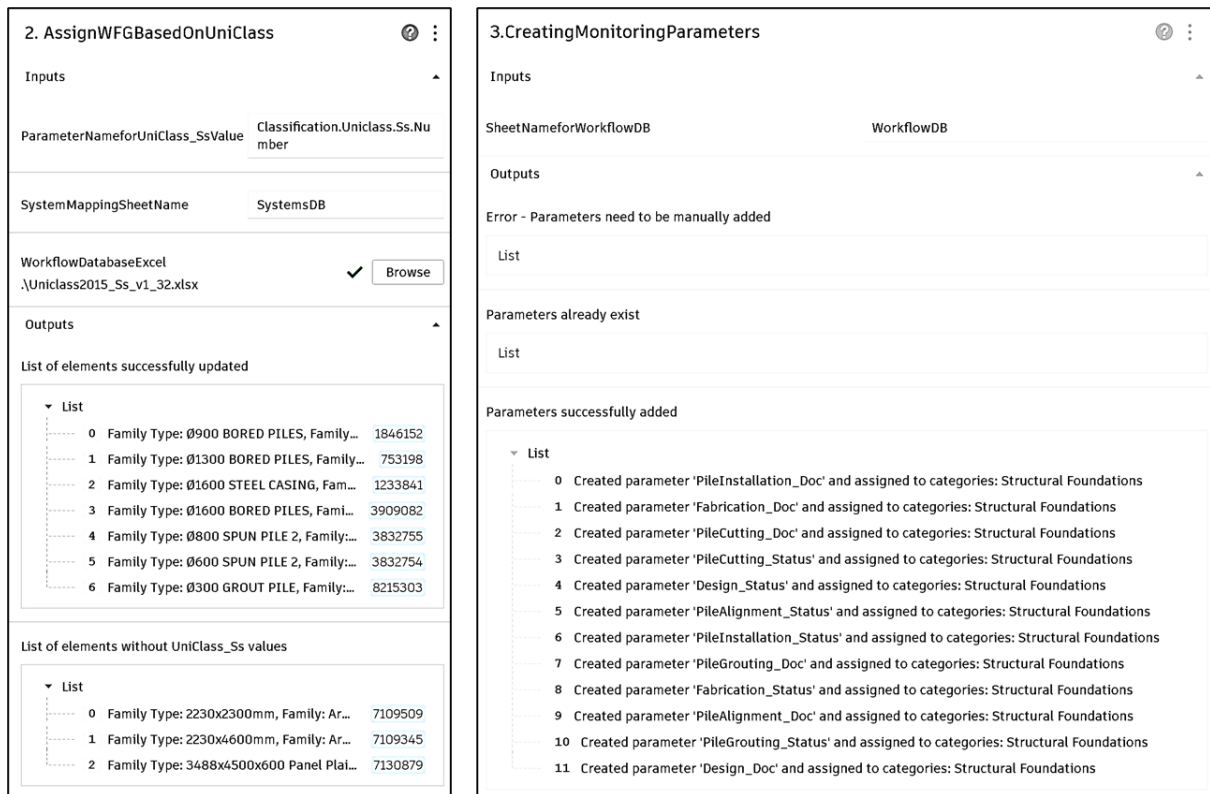 2. AssignWFGBasedOnUniClass
Inputs
ParameterNameforUniClass_SsValue
Classification.Uniclass.Ss.Nu
mber
SystemMappingSheetName
SystemsDB
WorkflowDatabaseExcel
.\Uniclass2015_Ss_v1_32.xlsx
Browse
Outputs
List of elements successfully updated
List
0 Family Type: Ø900 BORED PILES, Family... 1846152
1 Family Type: Ø1300 BORED PILES, Family... 753198
2 Family Type: Ø1600 STEEL CASING, Fam... 1233841
3 Family Type: Ø1600 BORED PILES, Fami... 3909082
4 Family Type: Ø800 SPUN PILE 2, Family:... 3832755
5 Family Type: Ø600 SPUN PILE 2, Family:... 3832754
6 Family Type: Ø300 GROUT PILE, Family:... 8215303
List of elements without UniClass_Ss values
List
0 Family Type: 2230x2300mm, Family: Ar... 7109509
1 Family Type: 2230x4600mm, Family: Ar... 7109345
2 Family Type: 3488x4500x600 Panel Plai... 7130879
3.CreatingMonitoringParameters
Inputs
SheetNameforWorkflowDB
WorkflowDB
Outputs
Error - Parameters need to be manually added
List
Parameters already exist
List
Parameters successfully added
List
0 Created parameter 'PileInstallation_Doc' and assigned to categories: Structural Foundations
1 Created parameter 'Fabrication_Doc' and assigned to categories: Structural Foundations
2 Created parameter 'PileCutting_Doc' and assigned to categories: Structural Foundations
3 Created parameter 'PileCutting_Status' and assigned to categories: Structural Foundations
4 Created parameter 'Design_Status' and assigned to categories: Structural Foundations
5 Created parameter 'PileAlignment_Status' and assigned to categories: Structural Foundations
6 Created parameter 'PileInstallation_Status' and assigned to categories: Structural Foundations
7 Created parameter 'PileGrouting_Doc' and assigned to categories: Structural Foundations
8 Created parameter 'Fabrication_Status' and assigned to categories: Structural Foundations
9 Created parameter 'PileAlignment_Doc' and assigned to categories: Structural Foundations
10 Created parameter 'PileGrouting_Status' and assigned to categories: Structural Foundations
11 Created parameter 'Design_Doc' and assigned to categories: Structural Foundations